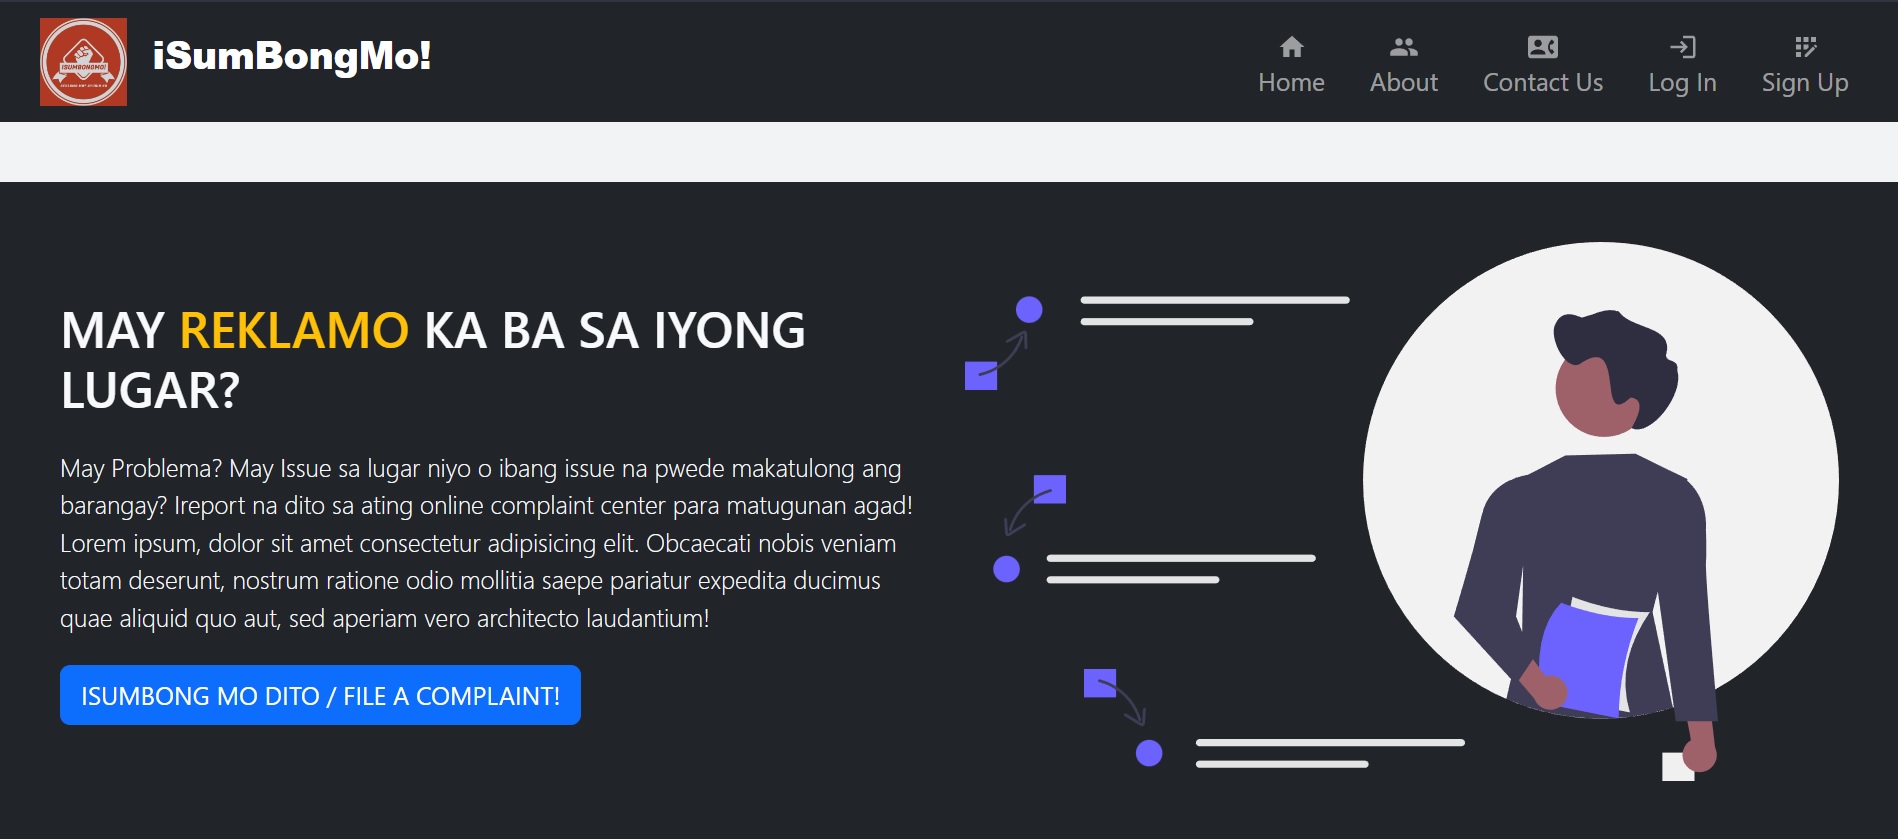 ISUMBONGMO!
iSumBongMo!
Home
About
Contact Us
Log In
Sign Up
MAY REKLAMO KA BA SA IYONG
LUGAR?
May Problema? May Issue sa lugar niyo o ibang issue na pwede makatulong ang
barangay? Ireport na dito sa ating online complaint center para matugunan agad!
Lorem ipsum, dolor sit amet consectetur adipisicing elit. Obcaecati nobis veniam
totam deserunt, nostrum ratione odio mollitia saepe pariatur expedita ducimus
quae aliquid quo aut, sed aperiam vero architecto laudantium!
ISUMBONG MO DITO / FILE A COMPLAINT!